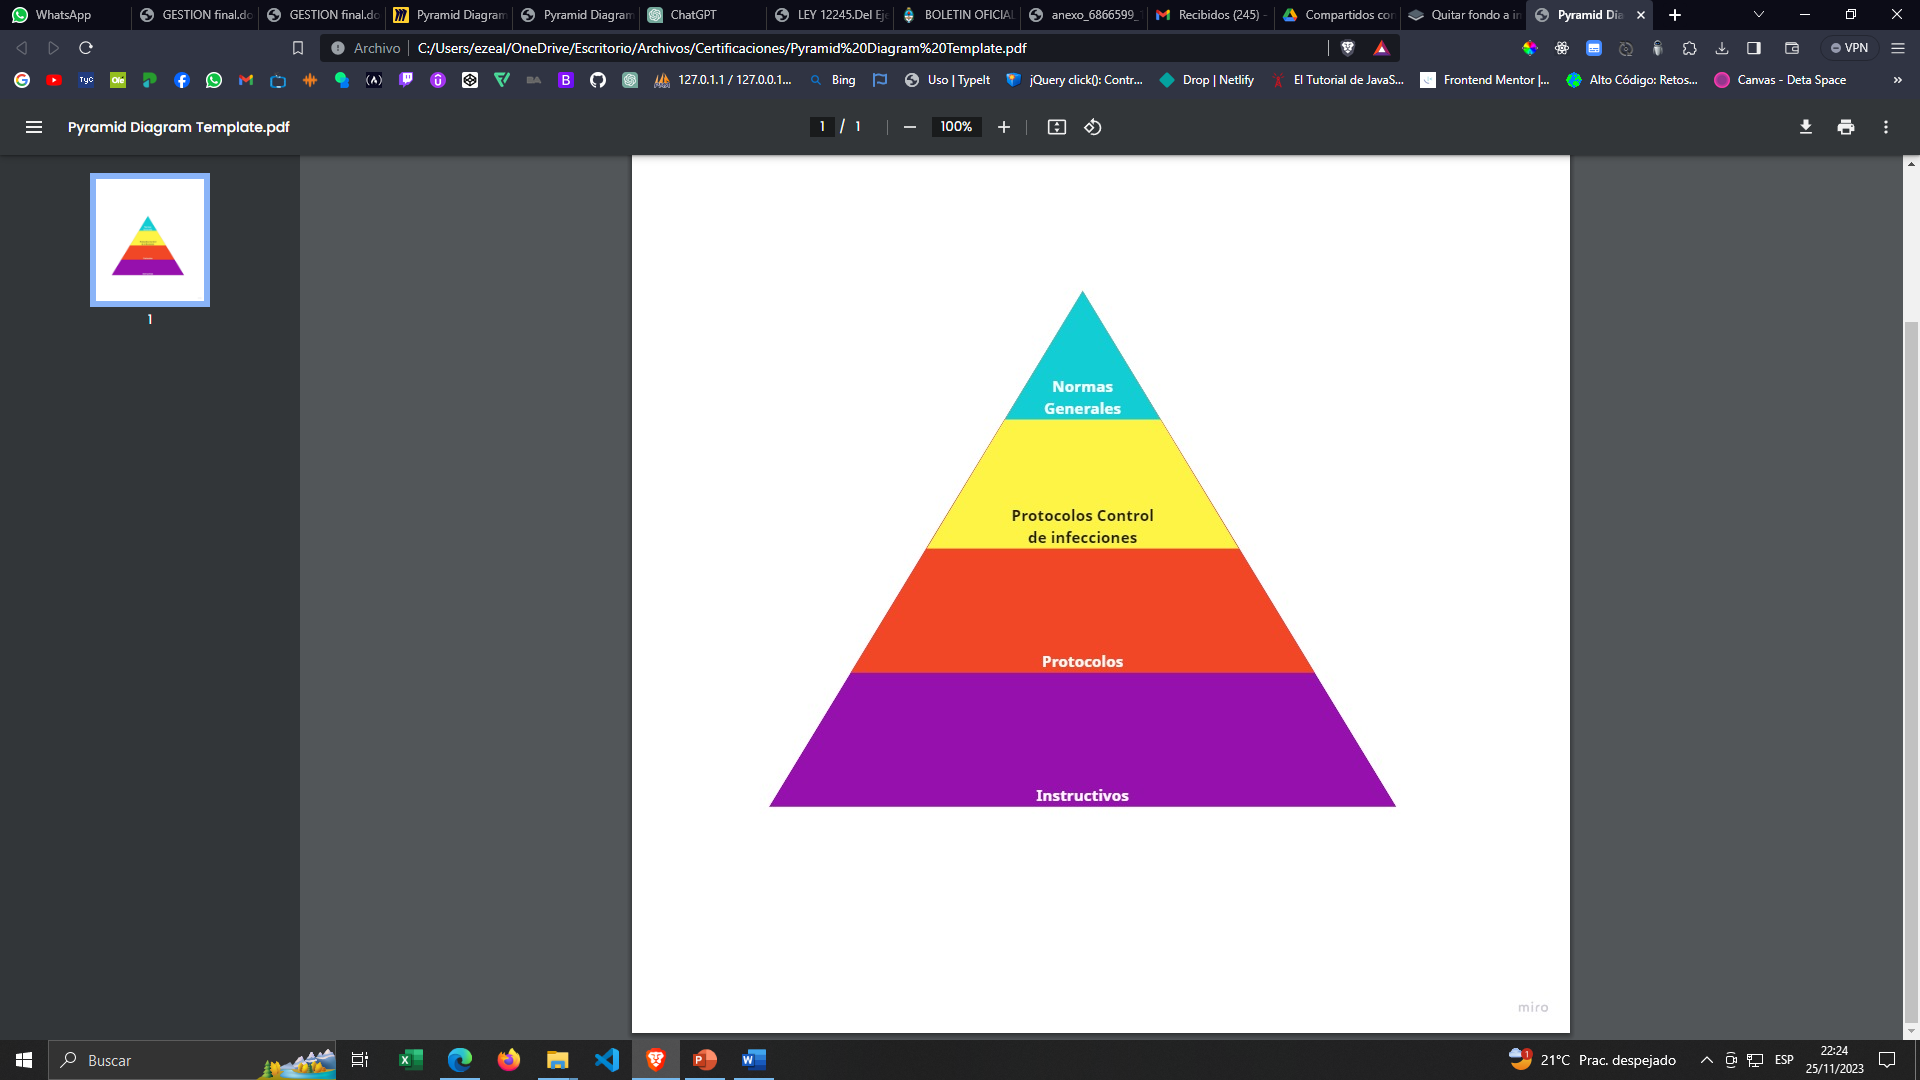 WhatsApp
GESTION final.do
GESTION final.do
Pyramid Diagram
Pyramid Diagram
ChatGPT
LEY 12245.Del Eje
BOLETIN OFICIAL
anexo_6866599_
Recibidos (245) -
Compartidos con
Quitar fondo a in
Pyramid Dia
Archivo
C:/Users/ezeal/OneDrive/Escritorio/Archivos/Certificaciones/Pyramid%20Diagram%20Template.pdf
VPN
TyC
Ole
127.0.1.1 / 127.0.0.1...
Bing
Uso | TypeIt
jQuery click(): Contr...
Drop | Netlify
El Tutorial de JavaS...
Frontend Mentor |...
Alto Código: Retos...
Canvas - Deta Space
Pyramid Diagram Template.pdf
1 / 1
100%
1
Normas
Generales
Protocolos Control
de infecciones
Protocolos
Instructivos
miro
Buscar
21°C Prac. despejado
ESP
22:24
25/11/2023